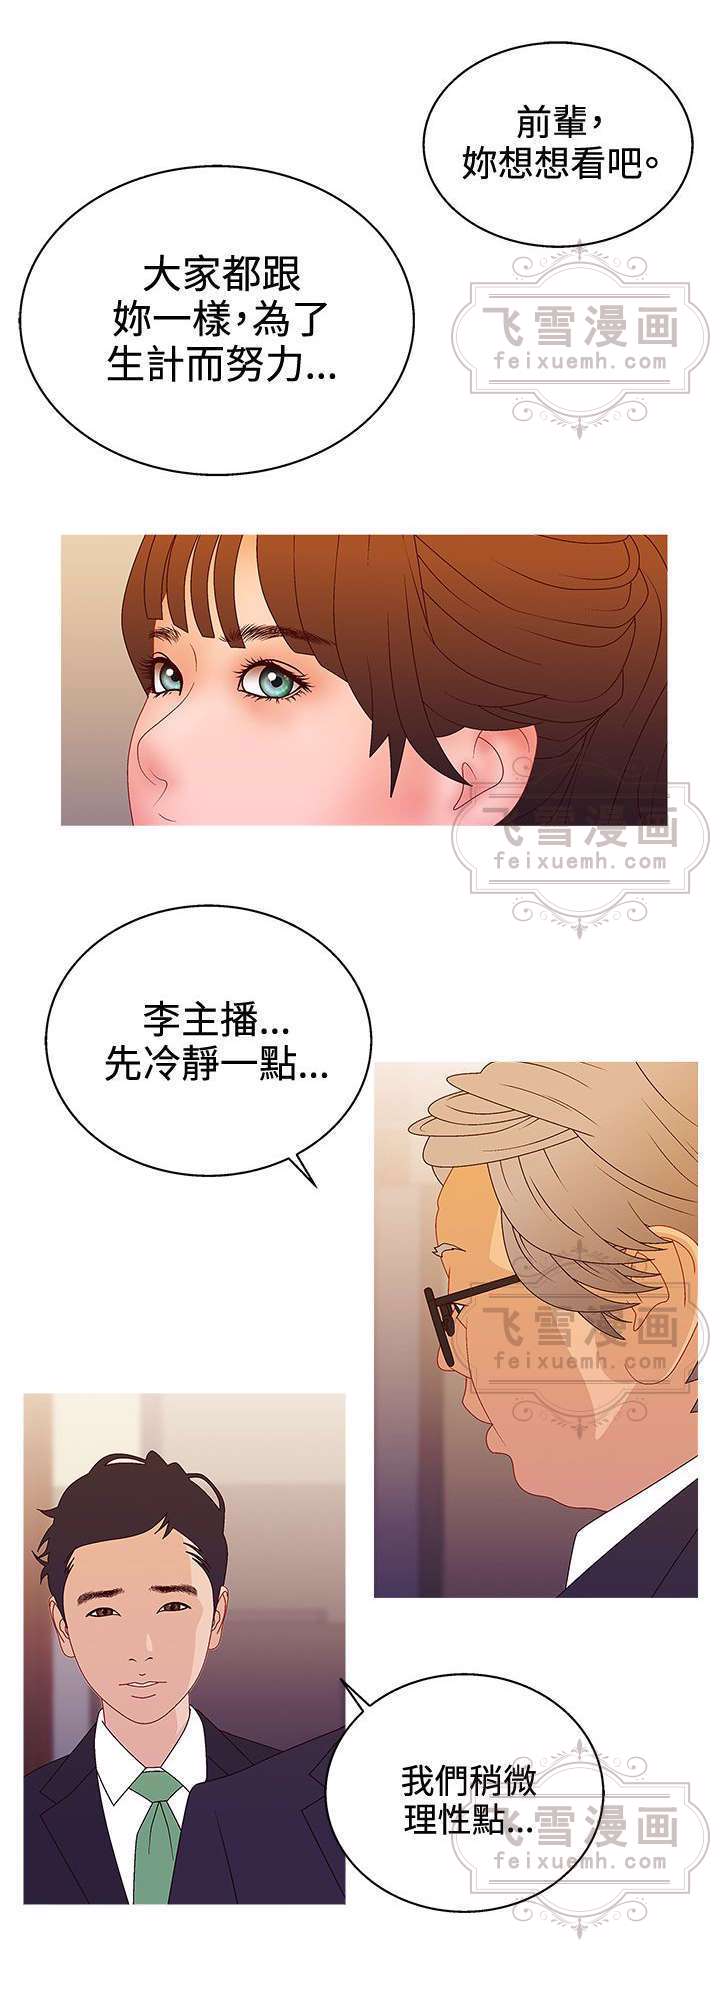 前輩，
妳想想看吧。
大家都跟
妳一樣，為了
生計而努力...
飞雪漫画
feixuemh.com
飞雪漫画
feixuemh.com
李主播...
先冷靜一點...
飞雪漫画
feixuemh.com
我們稍微
理性點...
飞雪漫画
feixuemh.com